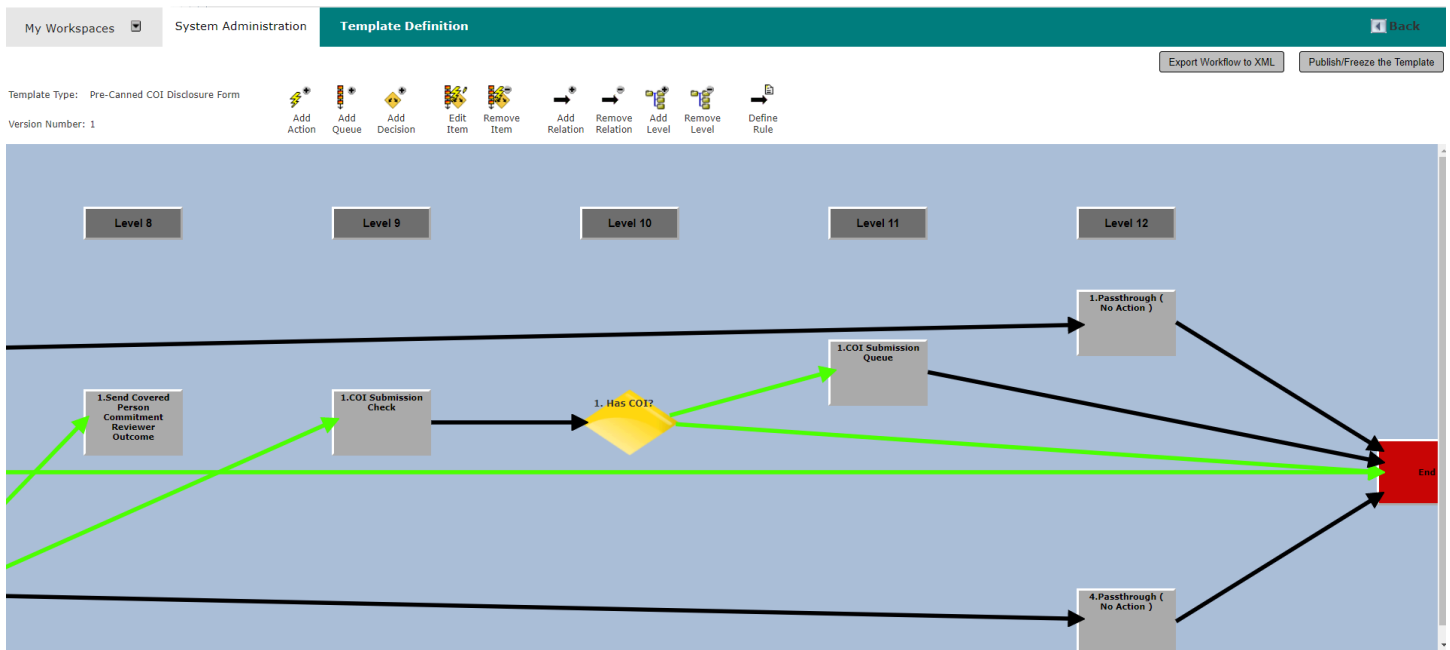 My Workspaces
System Administration
Template Definition
Back
Export Workflow to XML
Publish/Freeze the Template
Template Type: Pre-Canned COI Disclosure Form
Version Number: 1
Add
Action
Add
Queue
Add
Decision
Edit
Item
Remove
Item
Add
Relation
Remove
Relation
Add
Level
Remove
Level
Define
Rule
Level 8
Level 9
Level 10
Level 11
Level 12
1.Passthrough (
No Action )
1.COI Submission
Queue
1.Send Covered
Person
Commitment
Reviewer
Outcome
1.COI Submission
Check
1. Has COI?
End
4.Passthrough (
No Action )